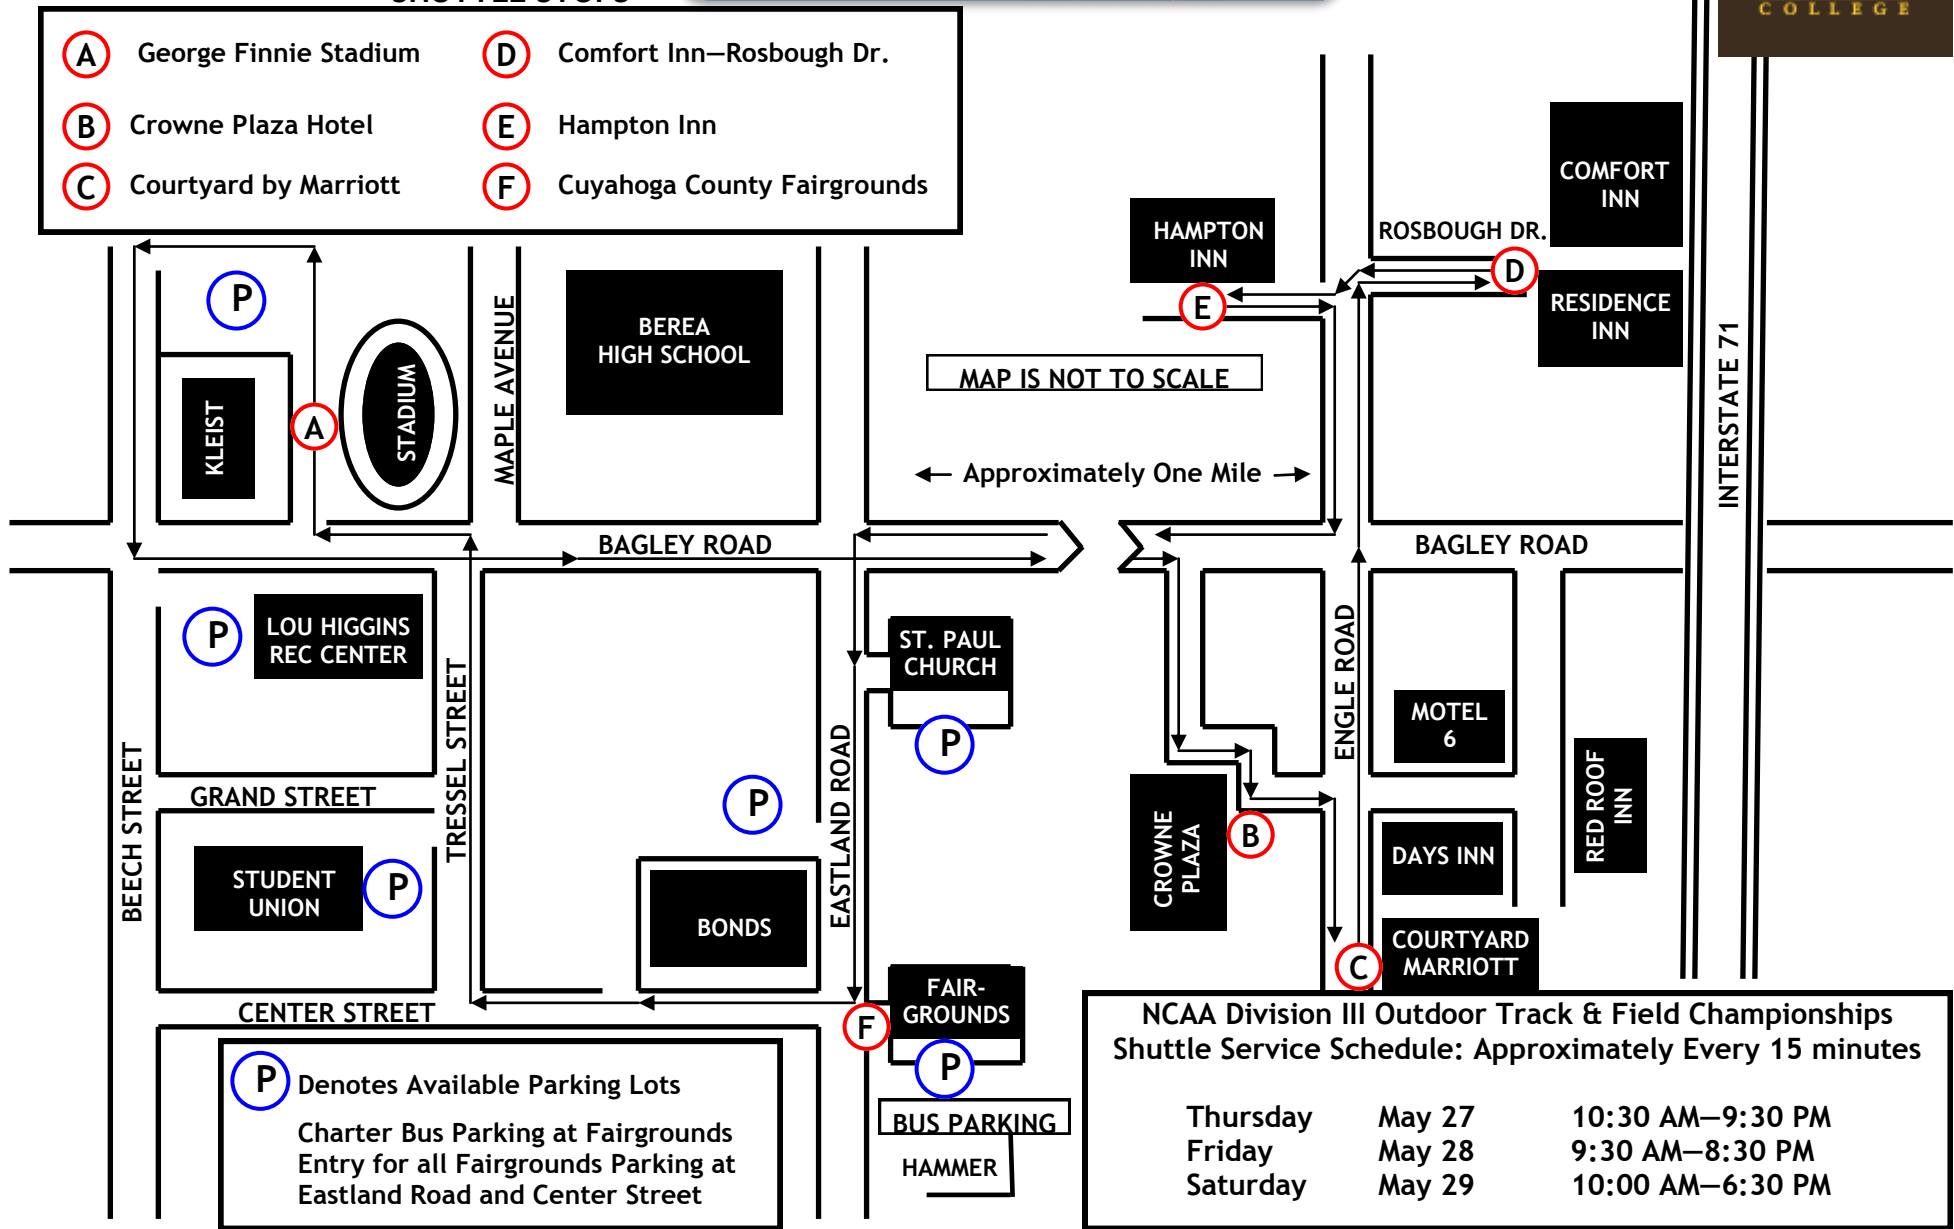 SHUTTLE STOPS
COLLEGE
A George Finnie Stadium
B Crowne Plaza Hotel
C Courtyard by Marriott
D Comfort Inn—Rosbough Dr.
E Hampton Inn
F Cuyahoga County Fairgrounds
COMFORT
INN
ROSBOUGH DR.
HAMPTON
INN
D
E
RESIDENCE
INN
P
MAPLE AVENUE
BEREA
HIGH SCHOOL
MAP IS NOT TO SCALE
INTERSTATE 71
KLEIST
A
STADIUM
Approximately One Mile
BAGLEY ROAD
BAGLEY ROAD
P
LOU HIGGINS
REC CENTER
ST. PAUL
CHURCH
P
ENGLE ROAD
MOTEL
6
BEECH STREET
TRESSEL STREET
EASTLAND ROAD
GRAND STREET
P
CROWNE
PLAZA
B
RED ROOF
INN
DAYS INN
STUDENT
UNION
P
BONDS
COURTYARD
MARRIOTT
C
FAIR-
GROUNDS
F
P
CENTER STREET
BUS PARKING
HAMMER
P Denotes Available Parking Lots
Charter Bus Parking at Fairgrounds
Entry for all Fairgrounds Parking at
Eastland Road and Center Street
NCAA Division III Outdoor Track & Field Championships
Shuttle Service Schedule: Approximately Every 15 minutes
Thursday May 27 10:30 AM—9:30 PM
Friday May 28 9:30 AM—8:30 PM
Saturday May 29 10:00 AM—6:30 PM